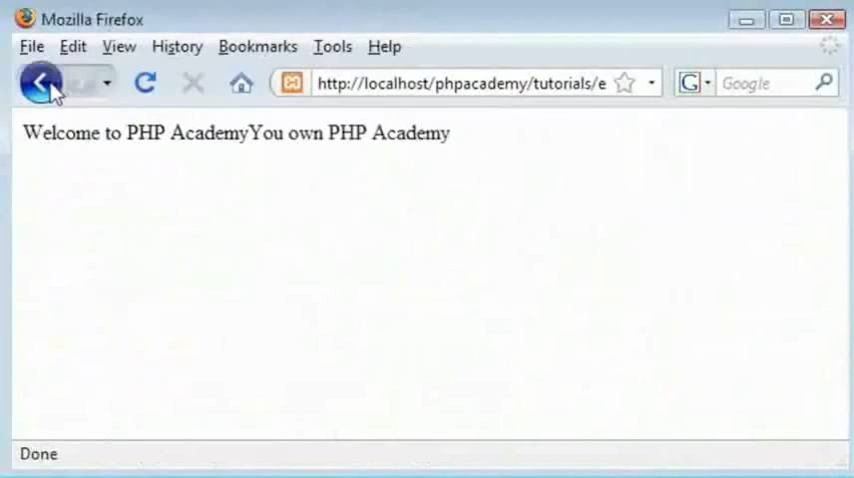 Mozilla Firefox
File Edit View History Bookmarks Tools Help
http://localhost/phpacademy/tutorials/e G Google
Welcome to PHP AcademyYou own PHP Academy
Done